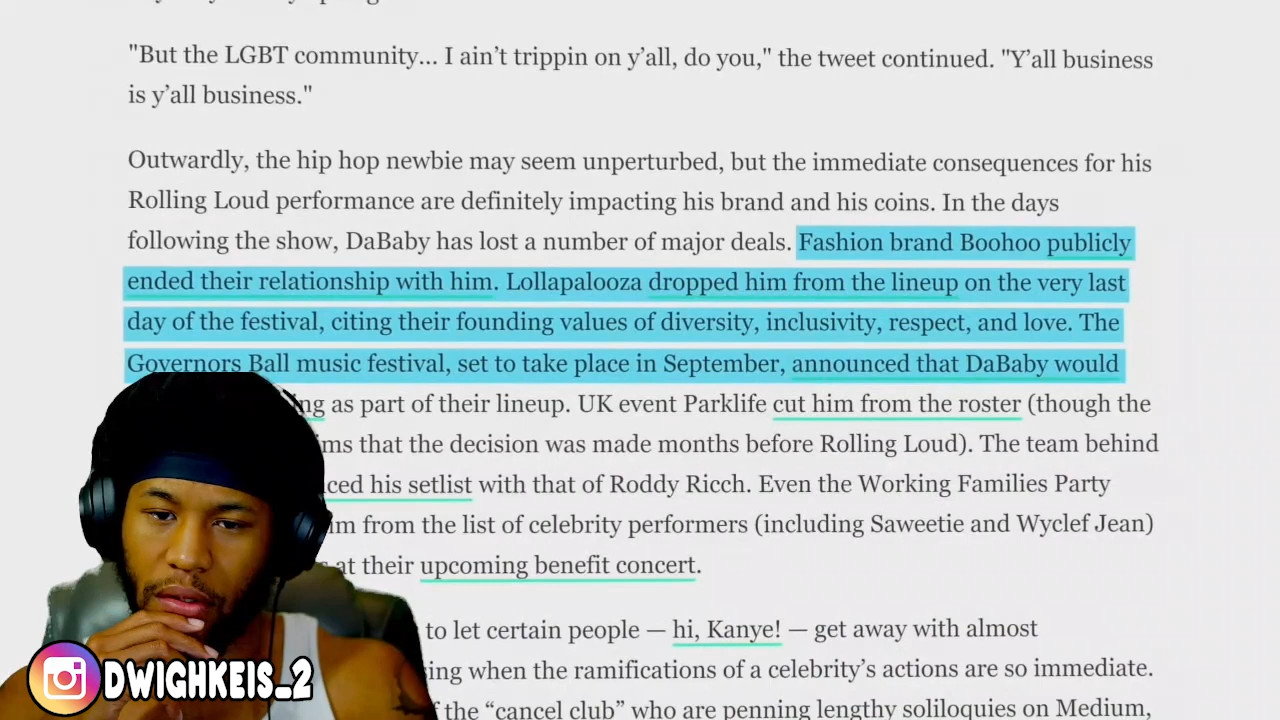 "But the LGBT community... I ain't trippin on y'all, do you," the tweet continued. "Y'all business
is y'all business."
Outwardly, the hip hop newbie may seem unperturbed, but the immediate consequences for his
Rolling Loud performance are definitely impacting his brand and his coins. In the days
following the show, DaBaby has lost a number of major deals. Fashion brand Boohoo publicly
ended their relationship with him. Lollapalooza dropped him from the lineup on the very last
day of the festival, citing their founding values of diversity, inclusivity, respect, and love. The
Governors Ball music festival, set to take place in September, announced that DaBaby would
as part of their lineup. UK event Parklife cut him from the roster (though the
that the decision was made months before Rolling Loud). The team behind
his setlist with that of Roddy Ricch. Even the Working Families Party
from the list of celebrity performers (including Saweetie and Wyclef Jean)
at their upcoming benefit concert.
to let certain people — hi, Kanye! — get away with almost
when the ramifications of a celebrity's actions are so immediate.
the "cancel club" who are penning lengthy soliloquies on Medium,
DWIGHKEIS_2